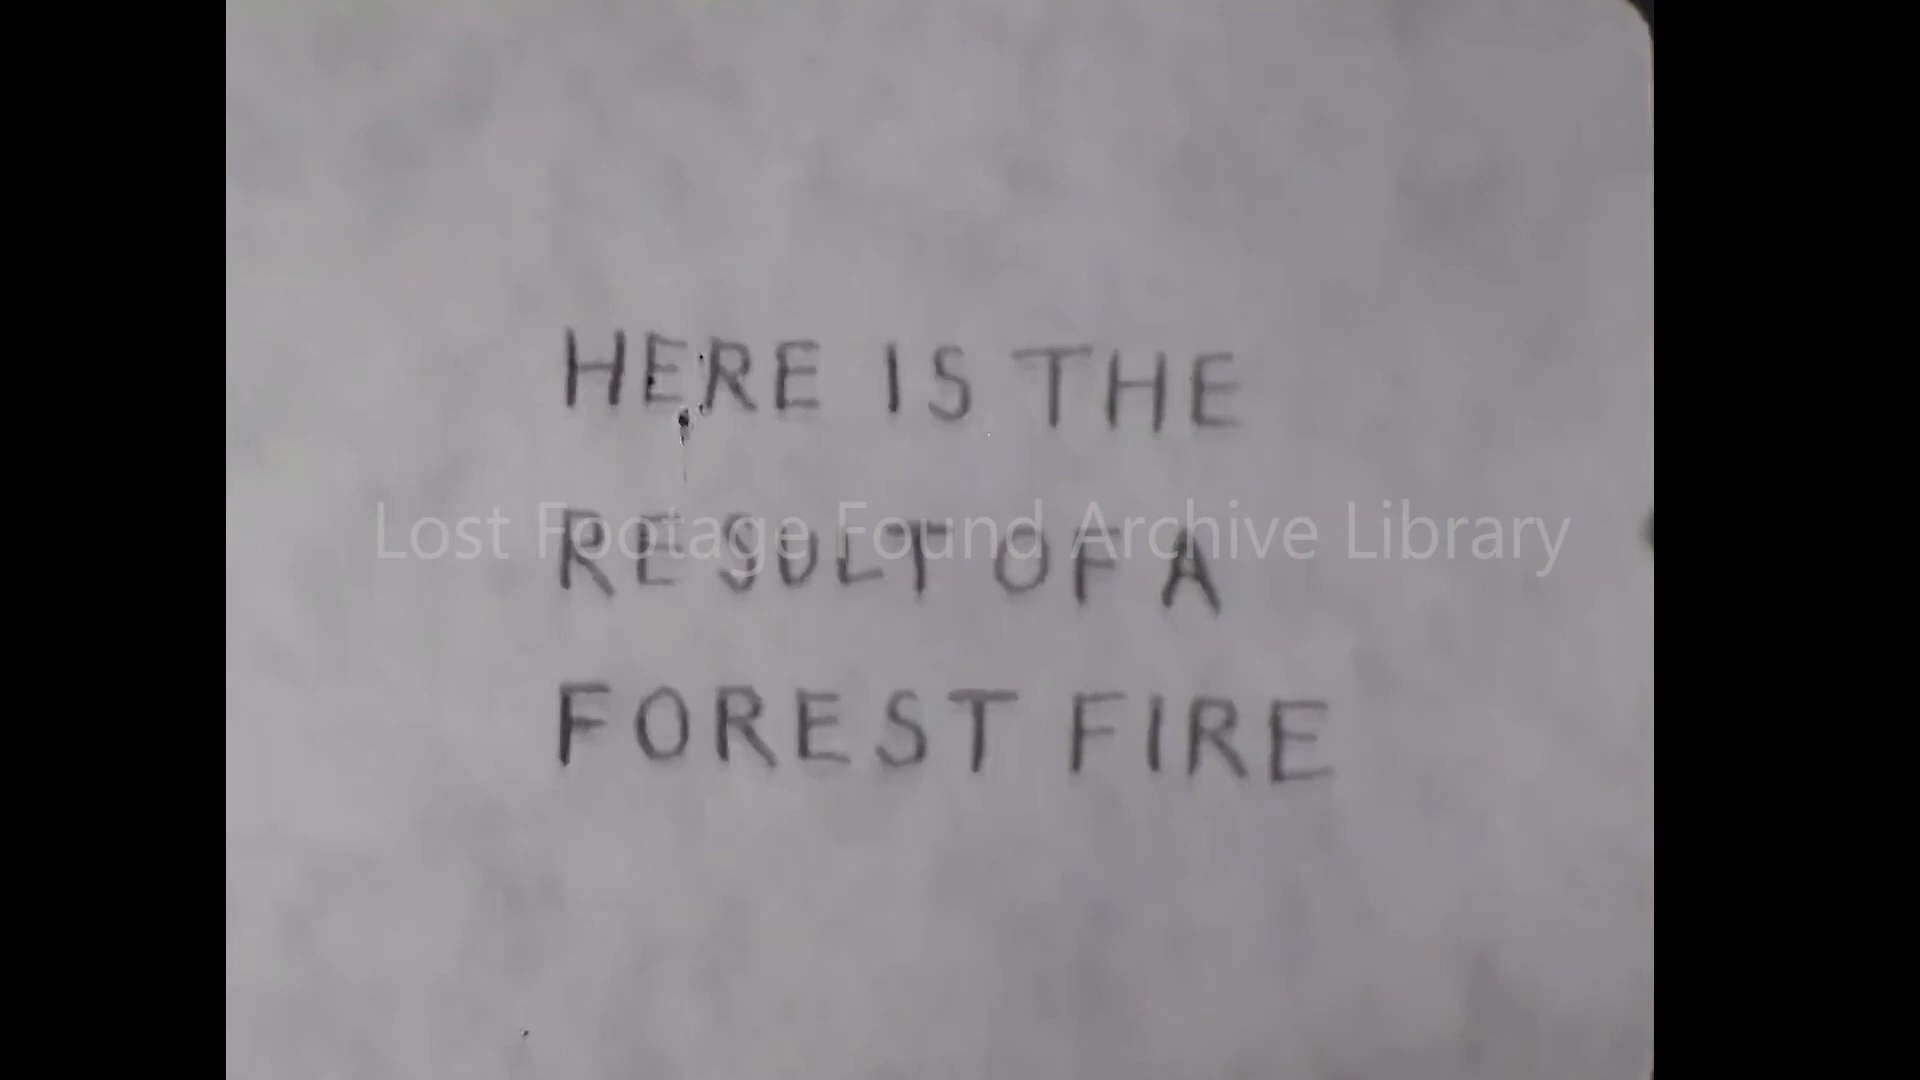 HERE IS THE
Lost Footage Found Archive Library
RESULT OF A
FOREST FIRE